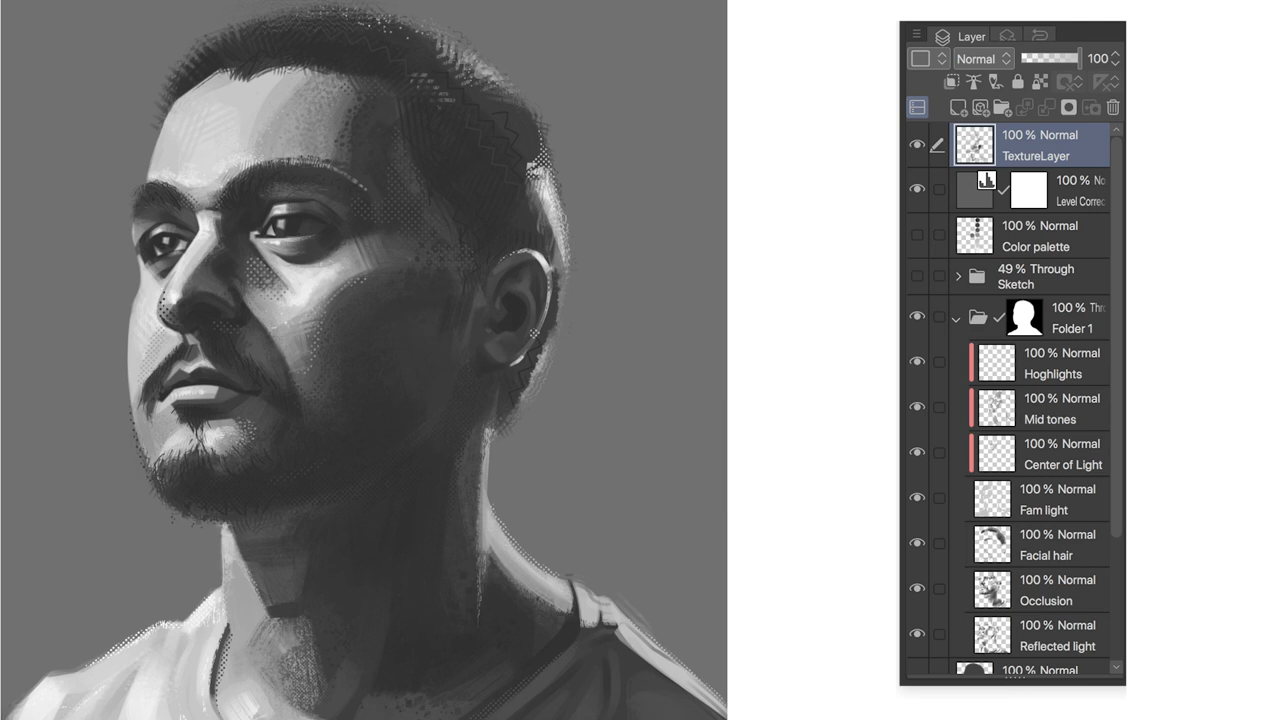 Layer
Normal
100
100 % Normal
TextureLayer
100 % No
Level Correc
100 % Normal
Color palette
49 % Through
Sketch
100 % Thr
Folder 1
100 % Normal
Hoghlights
100 % Normal
Mid tones
100 % Normal
Center of Light
100 % Normal
Fam light
100 % Normal
Facial hair
100 % Normal
Occlusion
100 % Normal
Reflected light
100 % Normal